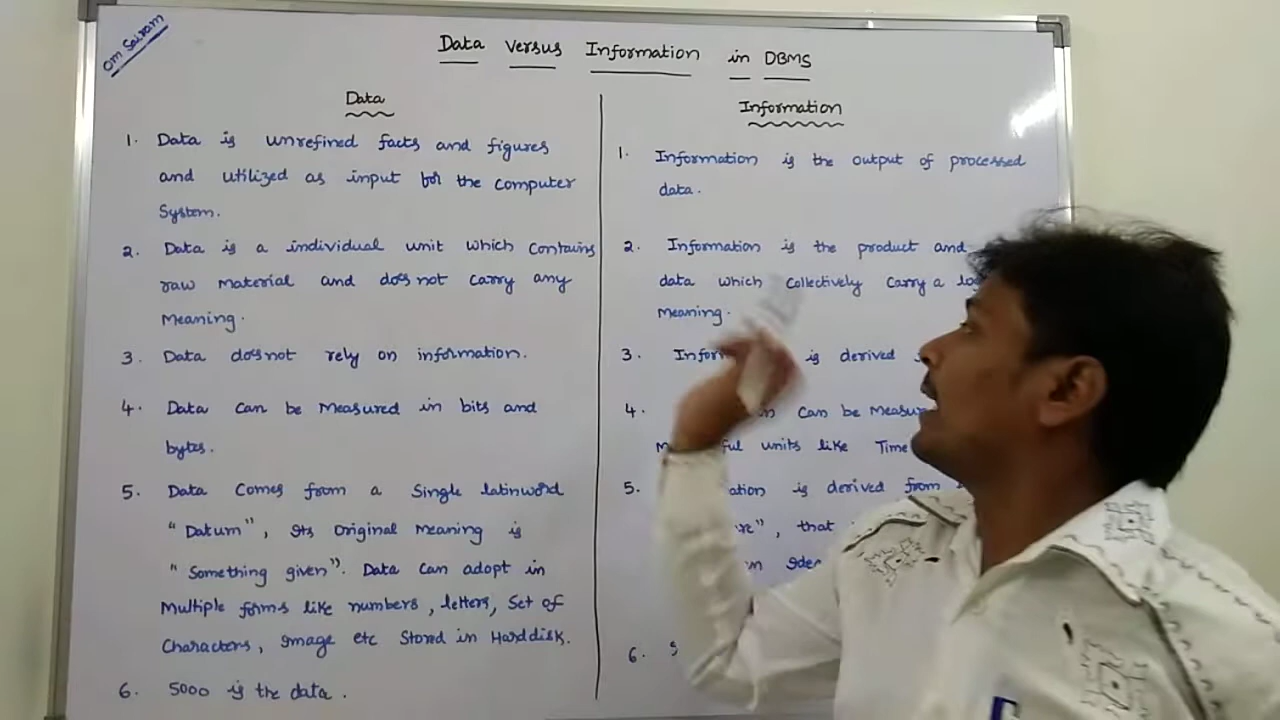 Om Sairam
Data Versus Information in DBMS
Data
1. Data is unrefined facts and figures
and utilized as input for the computer
System.
2. Data is a individual unit which contains
raw material and does not carry any
meaning.
3. Data does not rely on information.
4. Data can be measured in bits and
bytes.
5. Data comes from a single latinword
"Datum", Its original meaning is
"Something given". Data can adopt in
multiple forms like numbers, letters, Set of
Characters, image etc stored in Harddisk.
6. 5000 is the data.
Information
1. Information is the output of processed
data.
2. Information is the product and
data which collectively carry a
meaning.
3. is derived
4. can be
units like Time
5. is derived from
that
6.